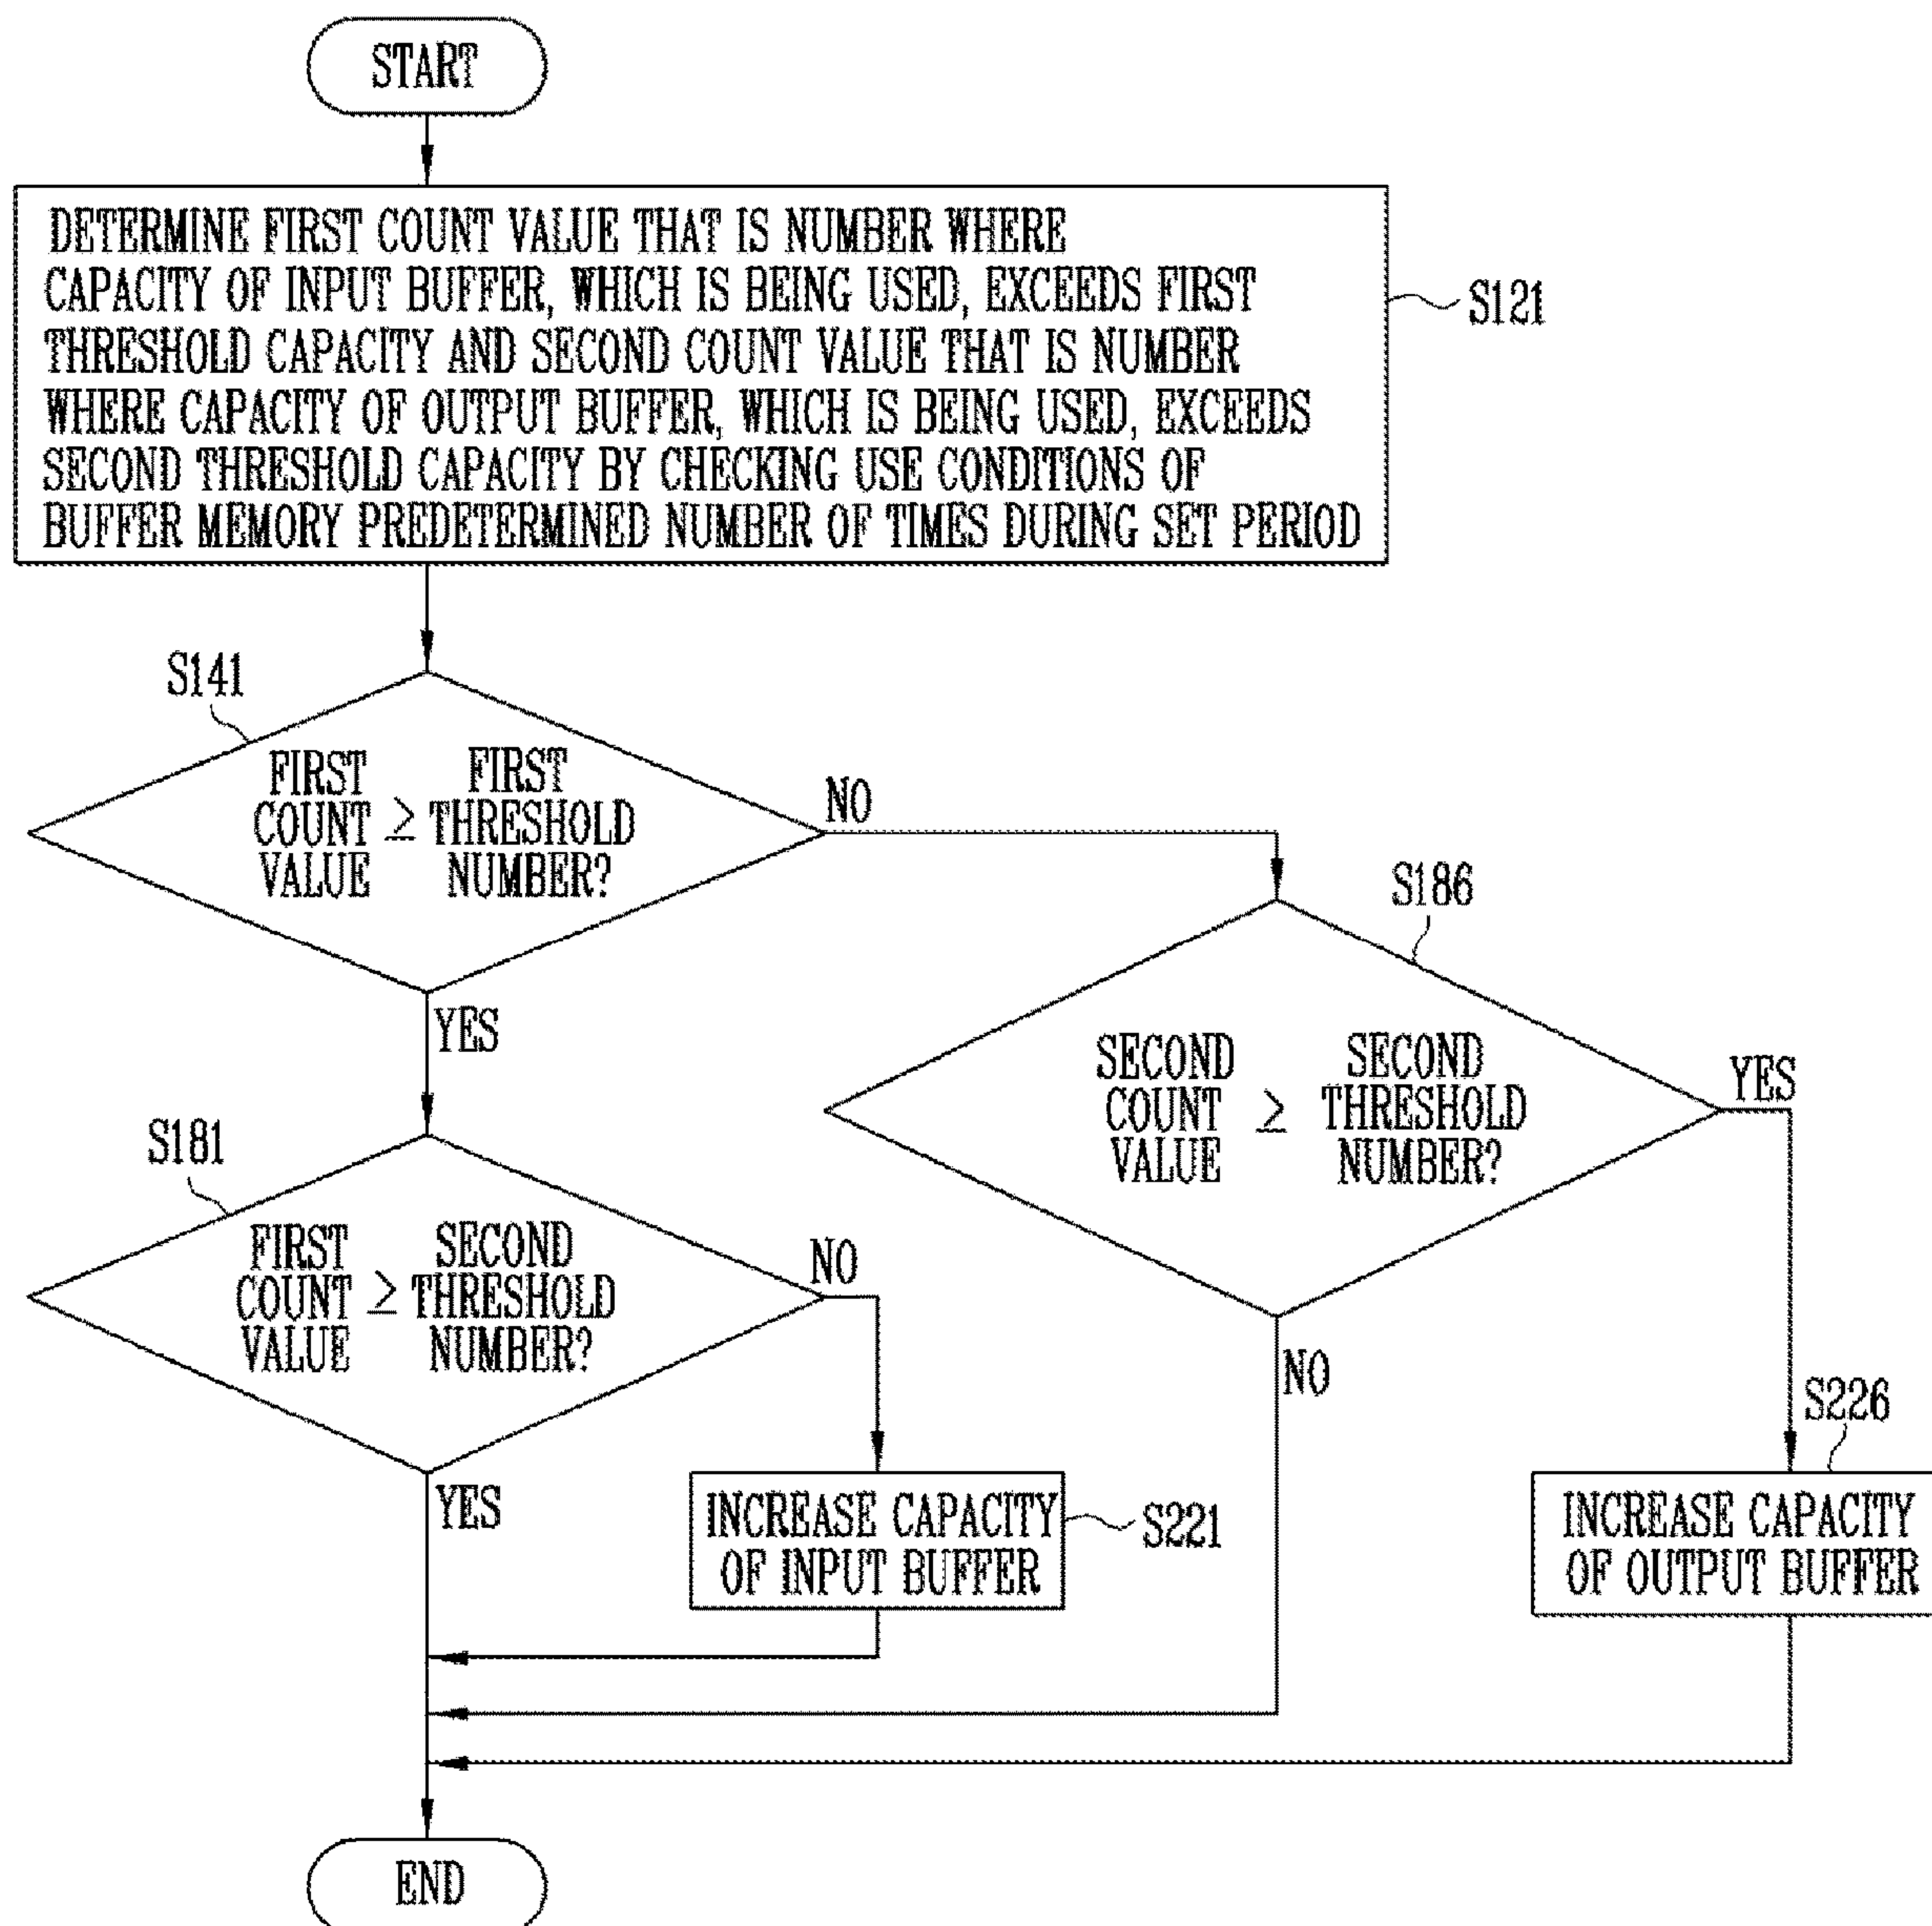 START
DETERMINE FIRST COUNT VALUE THAT IS NUMBER WHERE
CAPACITY OF INPUT BUFFER, WHICH IS BEING USED, EXCEEDS FIRST
THRESHOLD CAPACITY AND SECOND COUNT VALUE THAT IS NUMBER
WHERE CAPACITY OF OUTPUT BUFFER, WHICH IS BEING USED, EXCEEDS
SECOND THRESHOLD CAPACITY BY CHECKING USE CONDITIONS OF
BUFFER MEMORY PREDETERMINED NUMBER OF TIMES DURING SET PERIOD
S121
S141
FIRST
COUNT
VALUE
≥
FIRST
THRESHOLD
NUMBER?
NO
YES
S186
SECOND
COUNT
VALUE
≥
SECOND
THRESHOLD
NUMBER?
YES
NO
S181
FIRST
COUNT
VALUE
≥
SECOND
THRESHOLD
NUMBER?
NO
YES
INCREASE CAPACITY
OF INPUT BUFFER
S221
S226
INCREASE CAPACITY
OF OUTPUT BUFFER
END